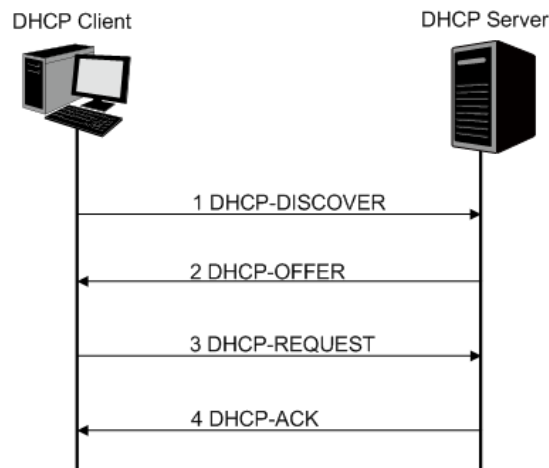 DHCP Client
DHCP Server
1 DHCP-DISCOVER
2 DHCP-OFFER
3 DHCP-REQUEST
4 DHCP-ACK